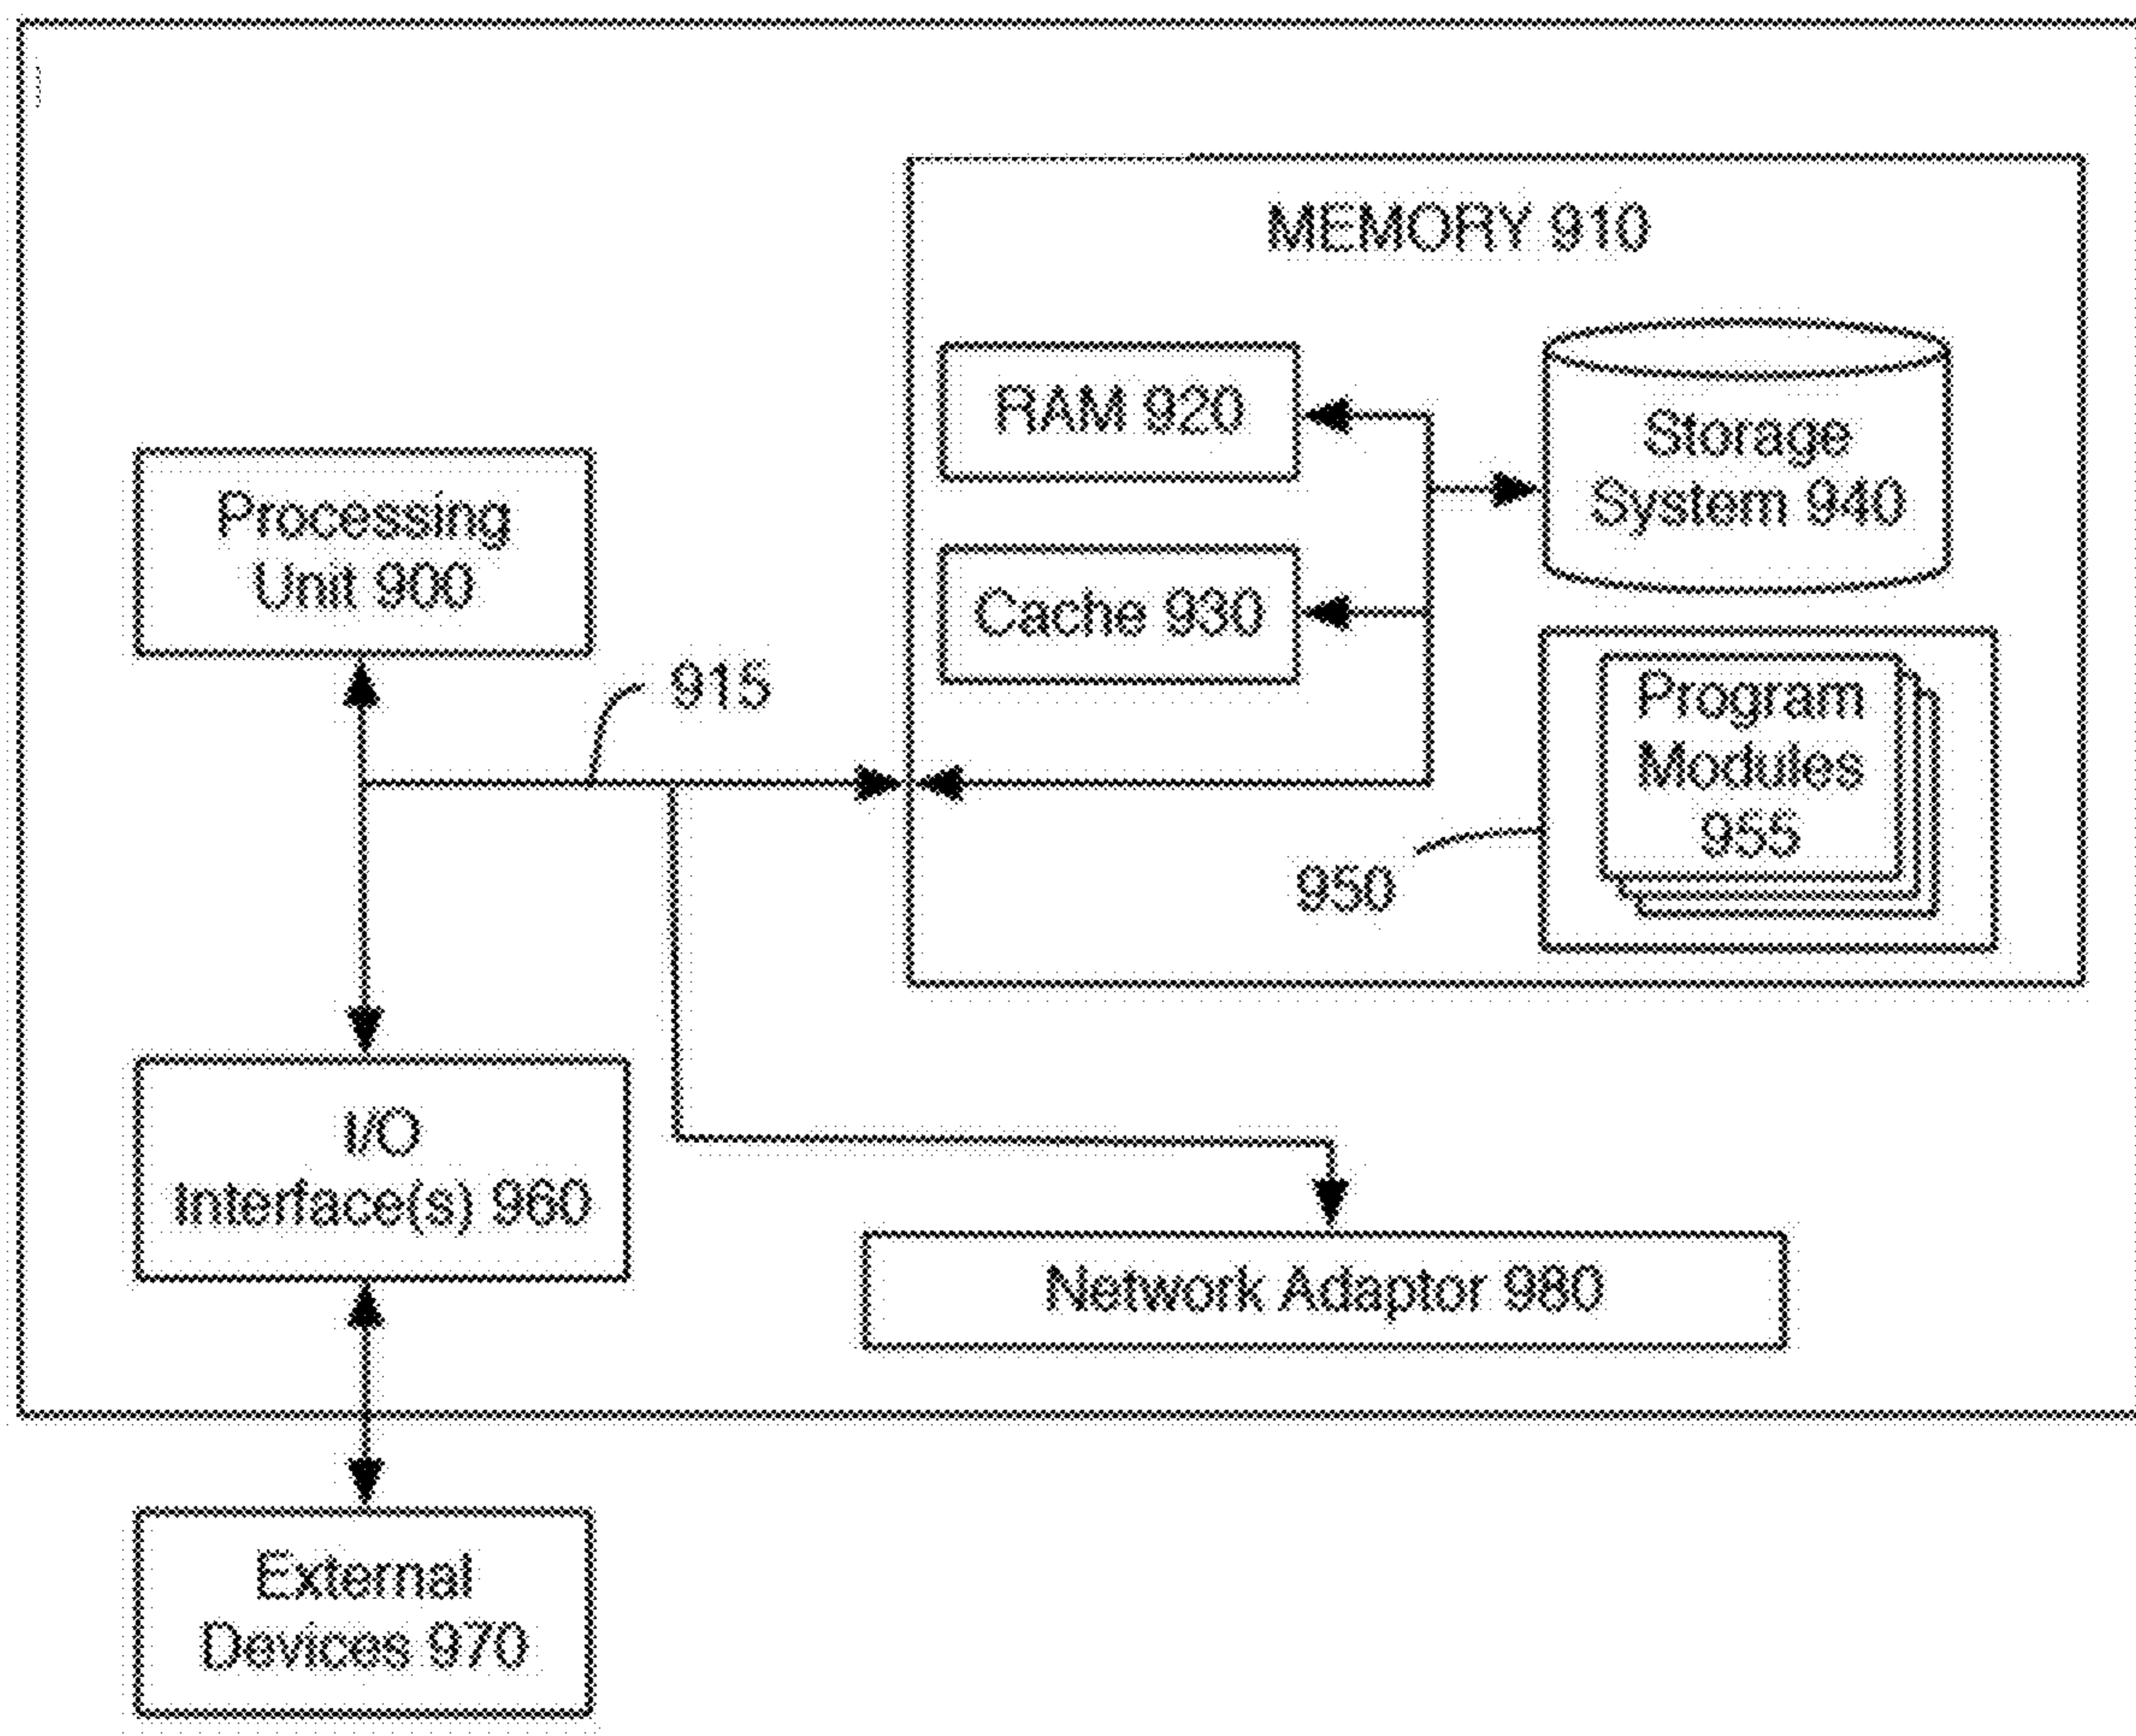 MEMORY 910
RAM 920
Storage
System 940
Processing
Unit 900
Cache 930
915
Program
Modules
955
950
I/O
Interface(s) 960
Network Adaptor 980
External
Devices 970